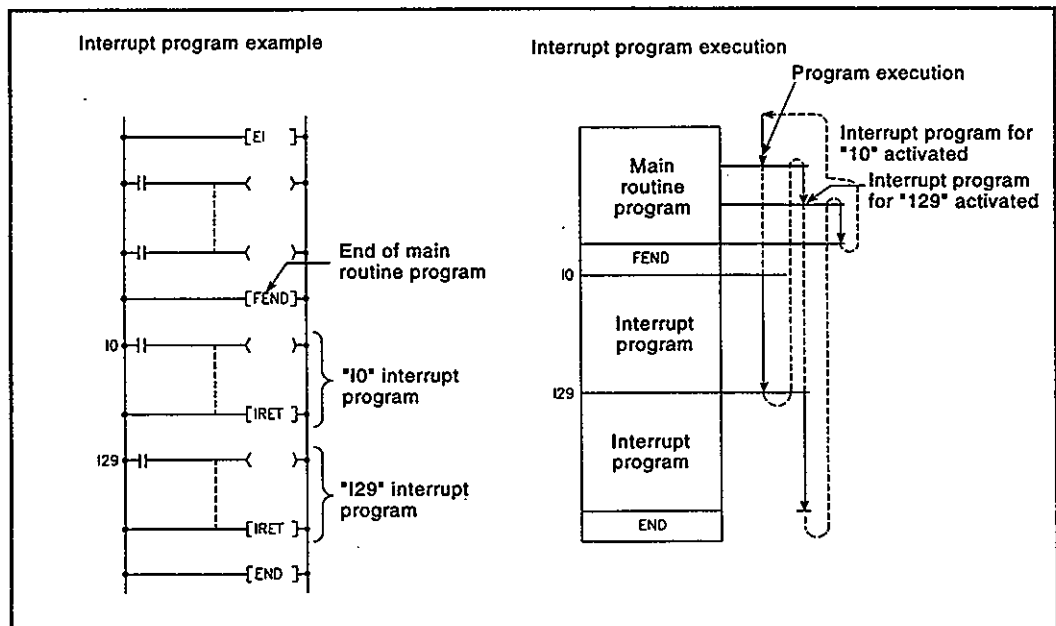 Interrupt program example
[EI ]
( )
( )
End of main
routine program
[FEND]
I0
( )
"I0" interrupt
program
[IRET ]
I29
( )
"I29" interrupt
program
[IRET ]
[END ]
Interrupt program execution
Program execution
Interrupt program for
"I0" activated
Interrupt program
for "I29" activated
Main
routine
program
FEND
I0
Interrupt
program
I29
Interrupt
program
END